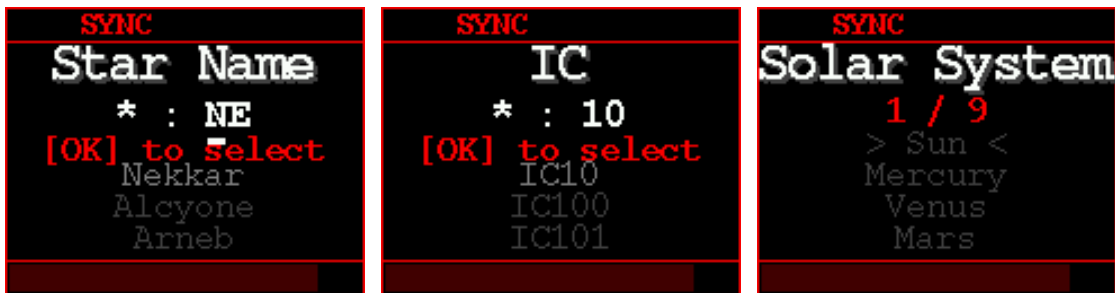 SYNC
Star Name
* : NE
[OK] to select
Nekkar
Alcyone
Arneb
SYNC
IC
* : 10
[OK] to select
IC10
IC100
IC101
SYNC
Solar System
1 / 9
> Sun <
Mercury
Venus
Mars